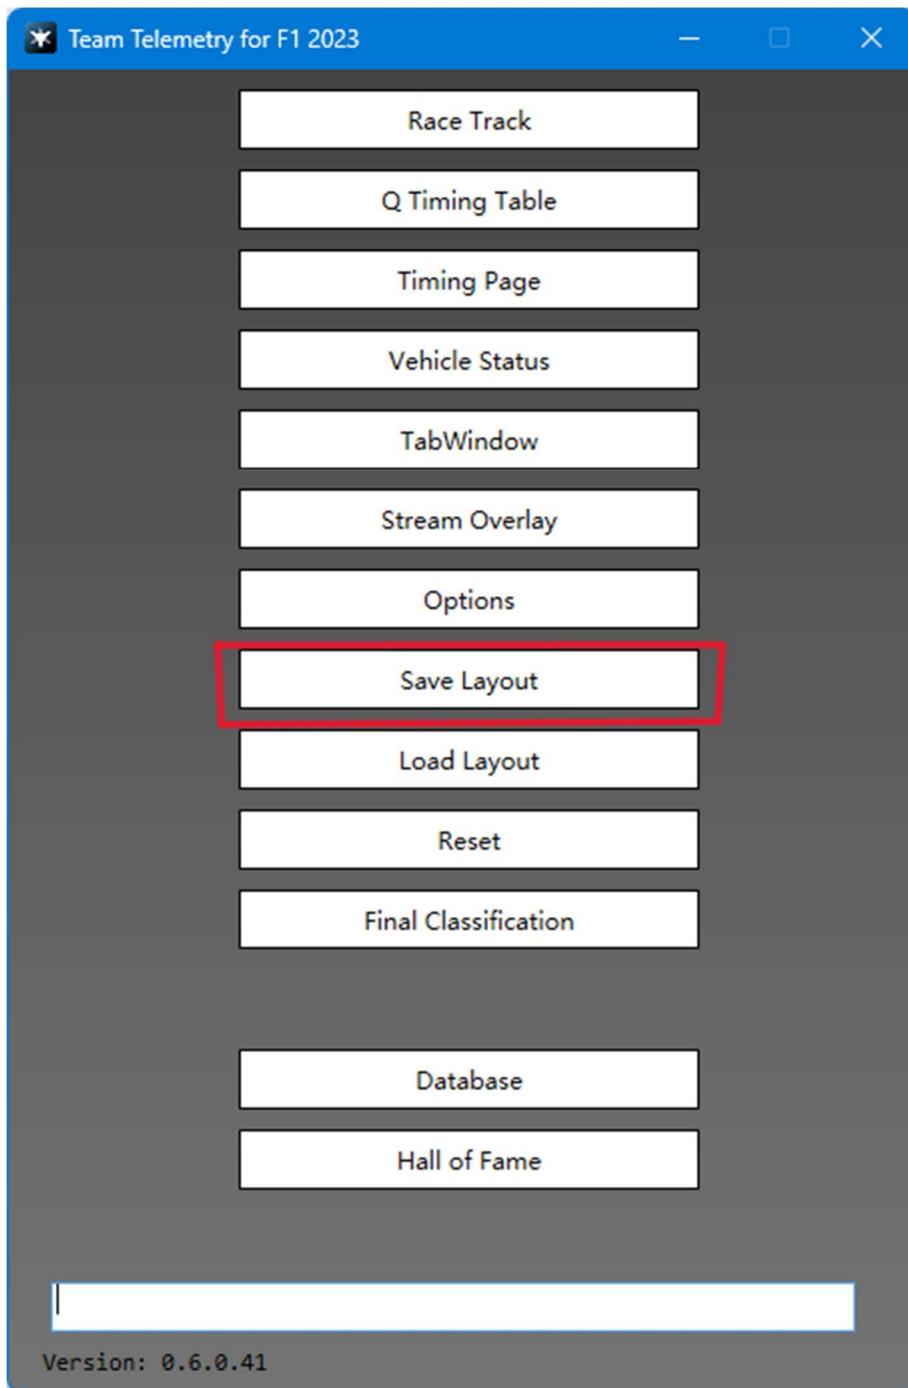 Team Telemetry for F1 2023
Race Track
Q Timing Table
Timing Page
Vehicle Status
TabWindow
Stream Overlay
Options
Save Layout
Load Layout
Reset
Final Classification
Database
Hall of Fame
Version: 0.6.0.41